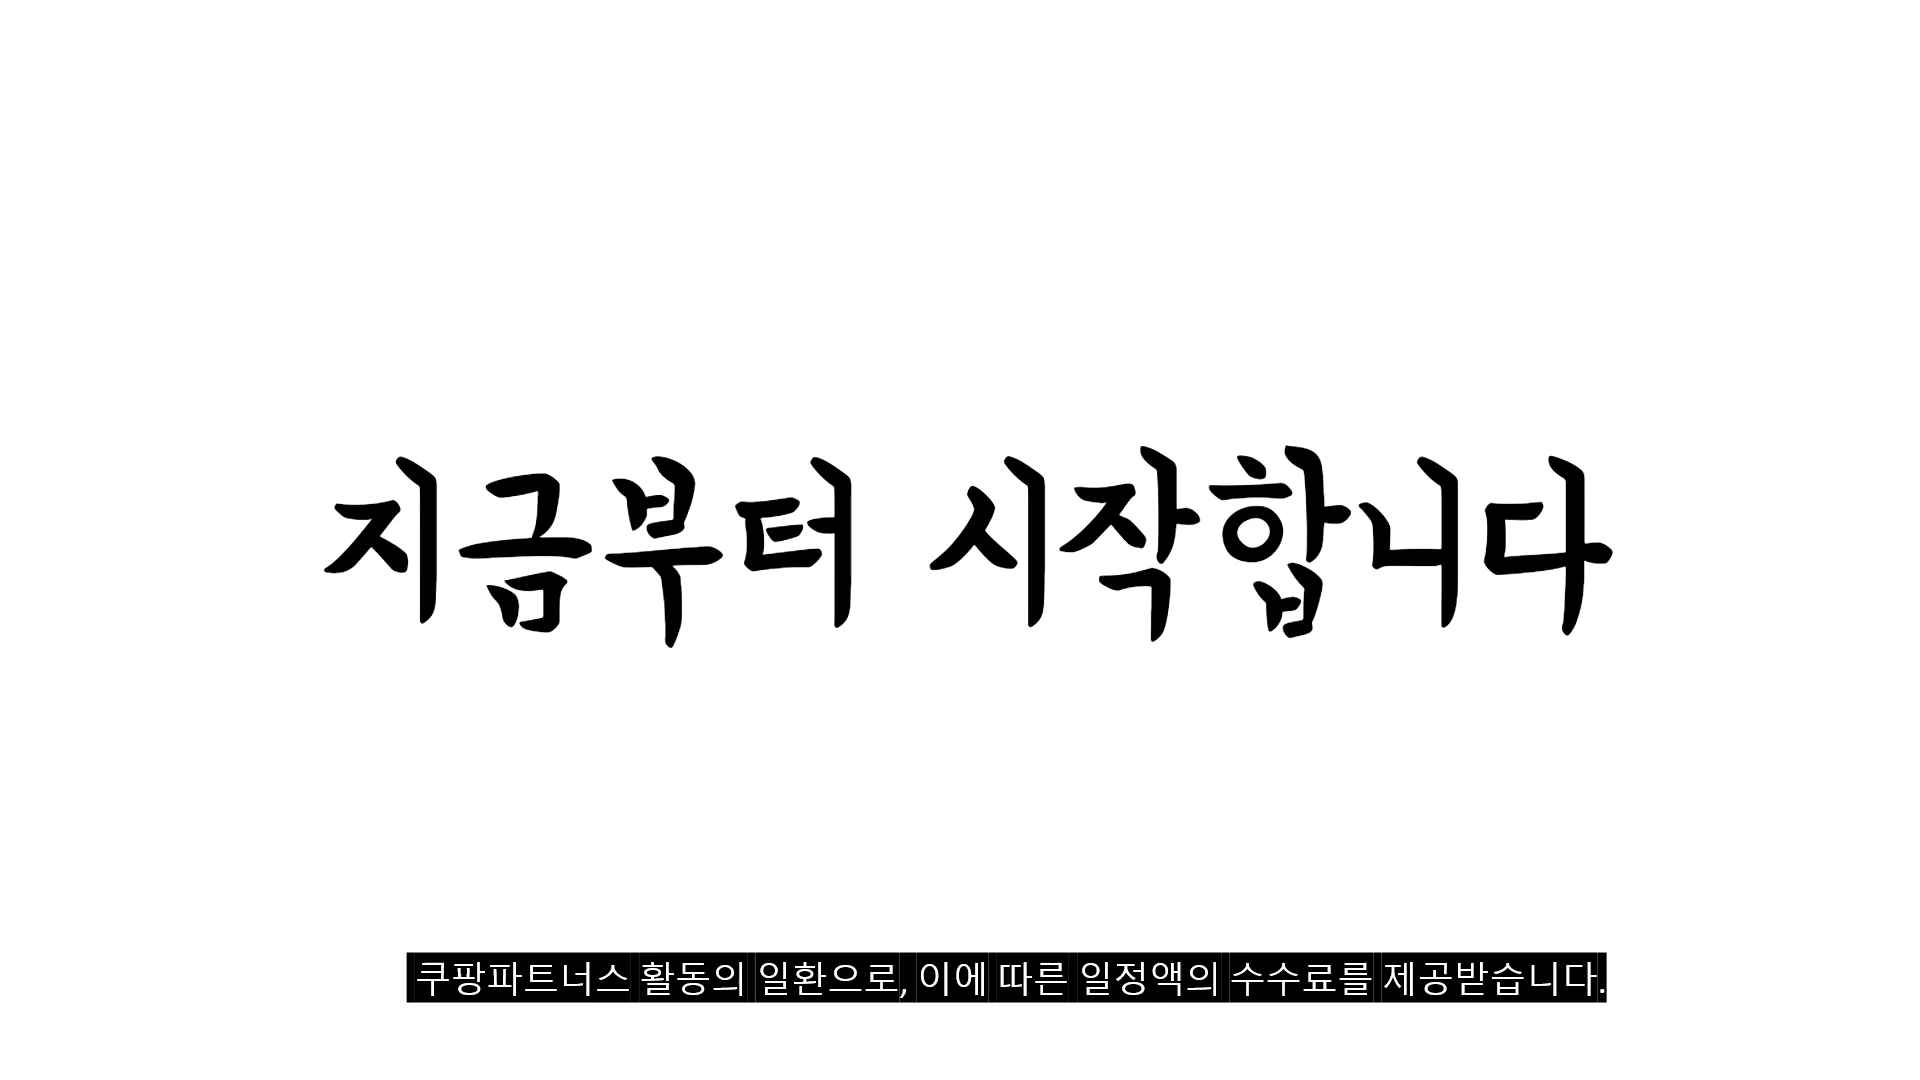 지금부터 시작합니다
쿠팡파트너스 활동의 일환으로, 이에 따른 일정액의 수수료를 제공받습니다.